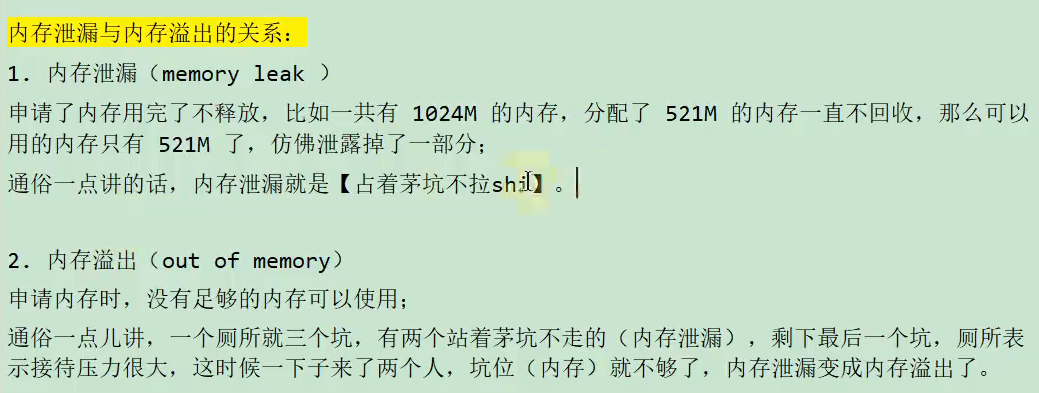 内存泄漏与内存溢出的关系：
1. 内存泄漏（memory leak ）
申请了内存用完了不释放，比如一共有 1024M 的内存，分配了 521M 的内存一直不回收，那么可以
用的内存只有 521M 了，仿佛泄露掉了一部分；
通俗一点讲的话，内存泄漏就是【占着茅坑不拉shi】。
2. 内存溢出（out of memory）
申请内存时，没有足够的内存可以使用；
通俗一点儿讲，一个厕所就三个坑，有两个站着茅坑不走的（内存泄漏），剩下最后一个坑，厕所表
示接待压力很大，这时候一下子来了两个人，坑位（内存）就不够了，内存泄漏变成内存溢出了。